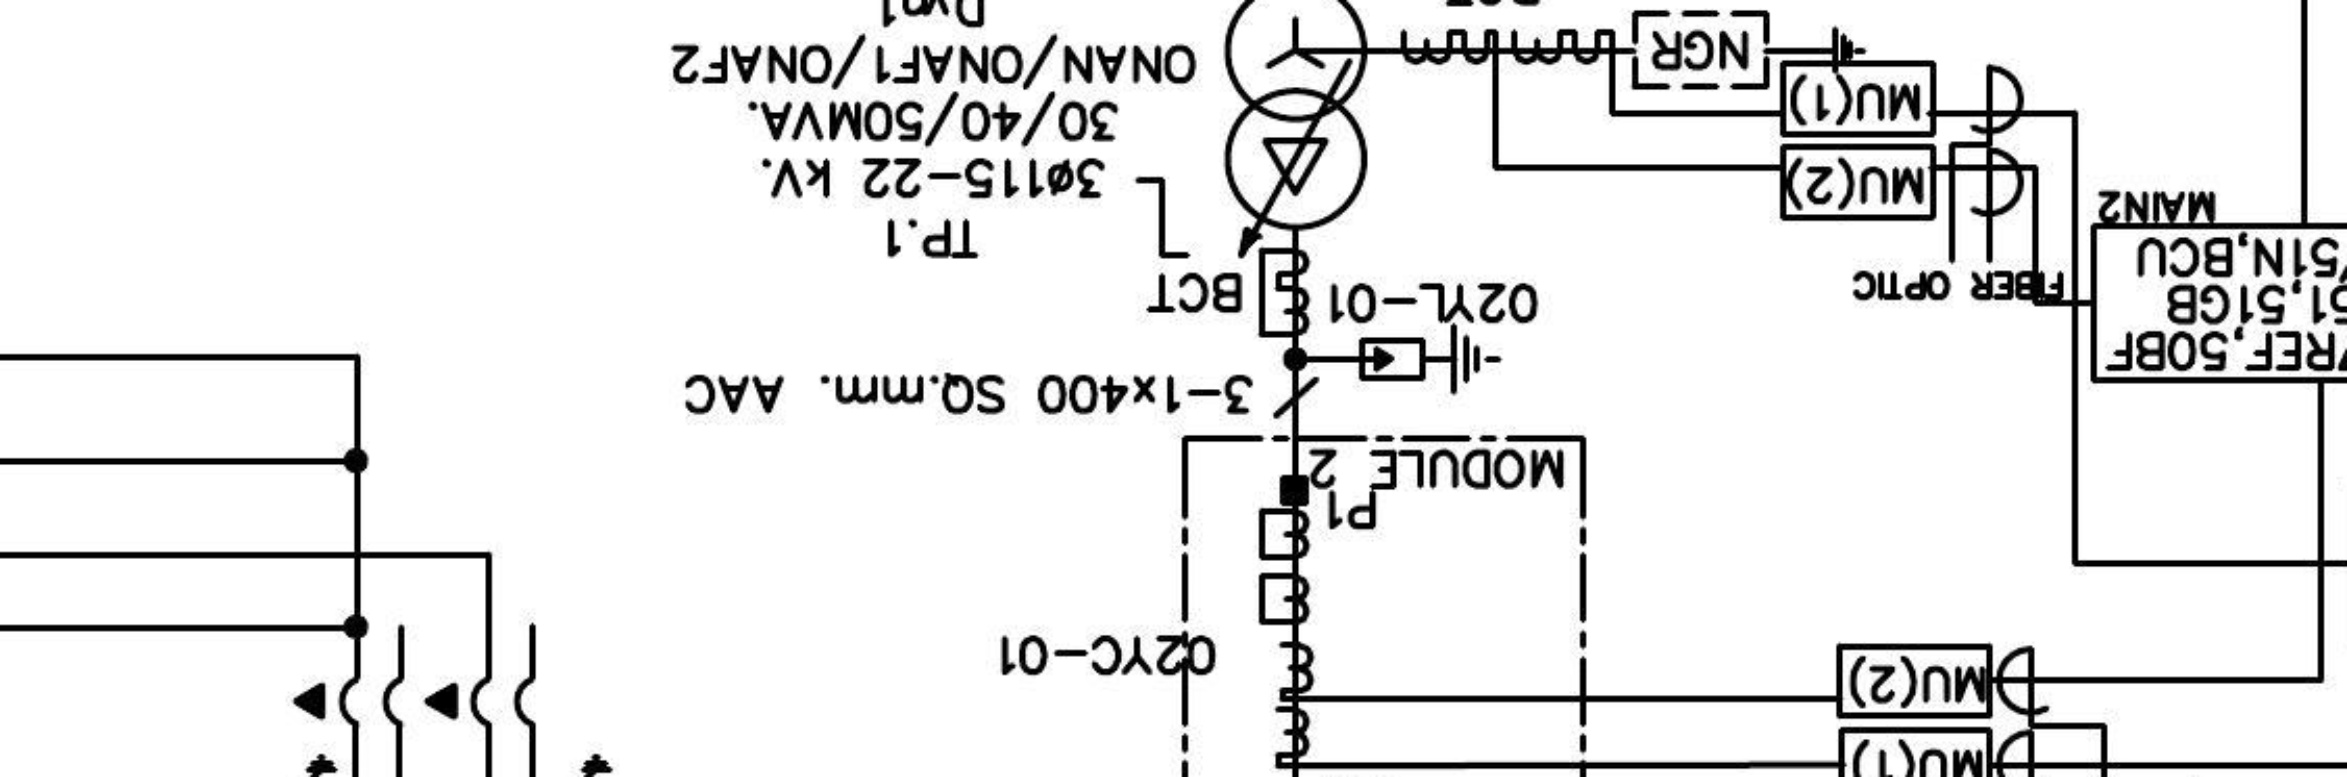 MU(1)
MU(2)
02YC-01
P1
MODULE 2
3-1x400 SQ.mm. AAC
/REF,50BF
51,51GB
/51N,BCU
MAIN2
FIBER OPTIC
02YL-01
BCT
TP.1
3ø115-22 kV.
30/40/50MVA.
ONAN/ONAF1/ONAF2
Dyn1
MU(2)
MU(1)
NGR